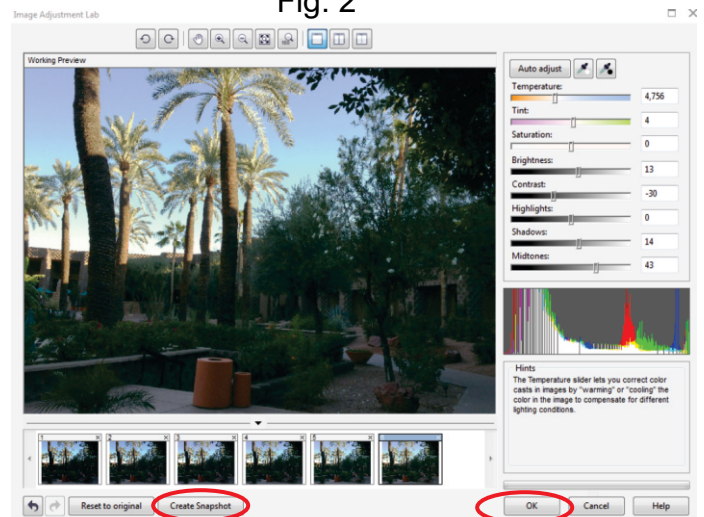 Fig. 2
Image Adjustment Lab
Working Preview
Auto adjust
Temperature:
4,756
Tint:
4
Saturation:
0
Brightness:
13
Contrast:
-30
Highlights:
0
Shadows:
14
Midtones:
43
Hints
The Temperature slider lets you correct color
casts in images by "warming" or "cooling" the
color in the image to compensate for different
lighting conditions.
1
2
3
4
5
Reset to original
Create Snapshot
OK
Cancel
Help